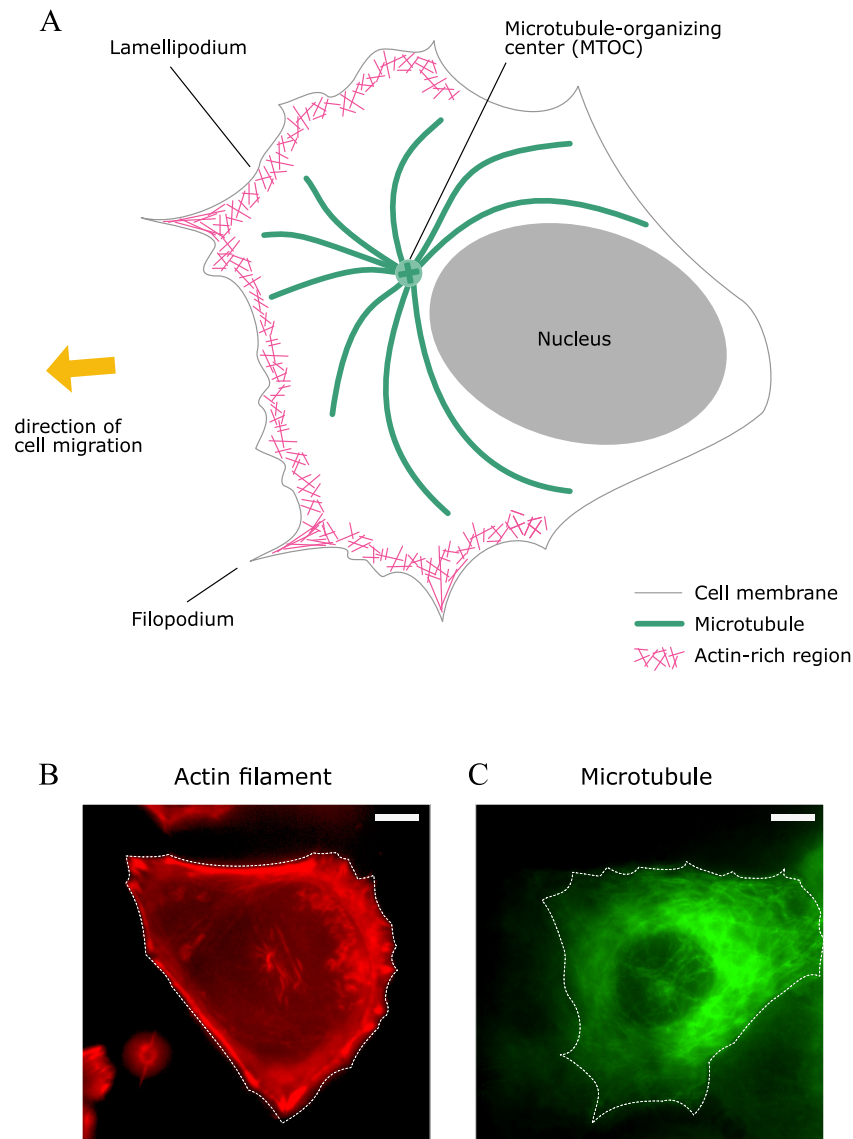 A
Lamellipodium
Microtubule-organizing
center (MTOC)
Nucleus
direction of
cell migration
Filopodium
Cell membrane
Microtubule
Actin-rich region
B
Actin filament
C
Microtubule